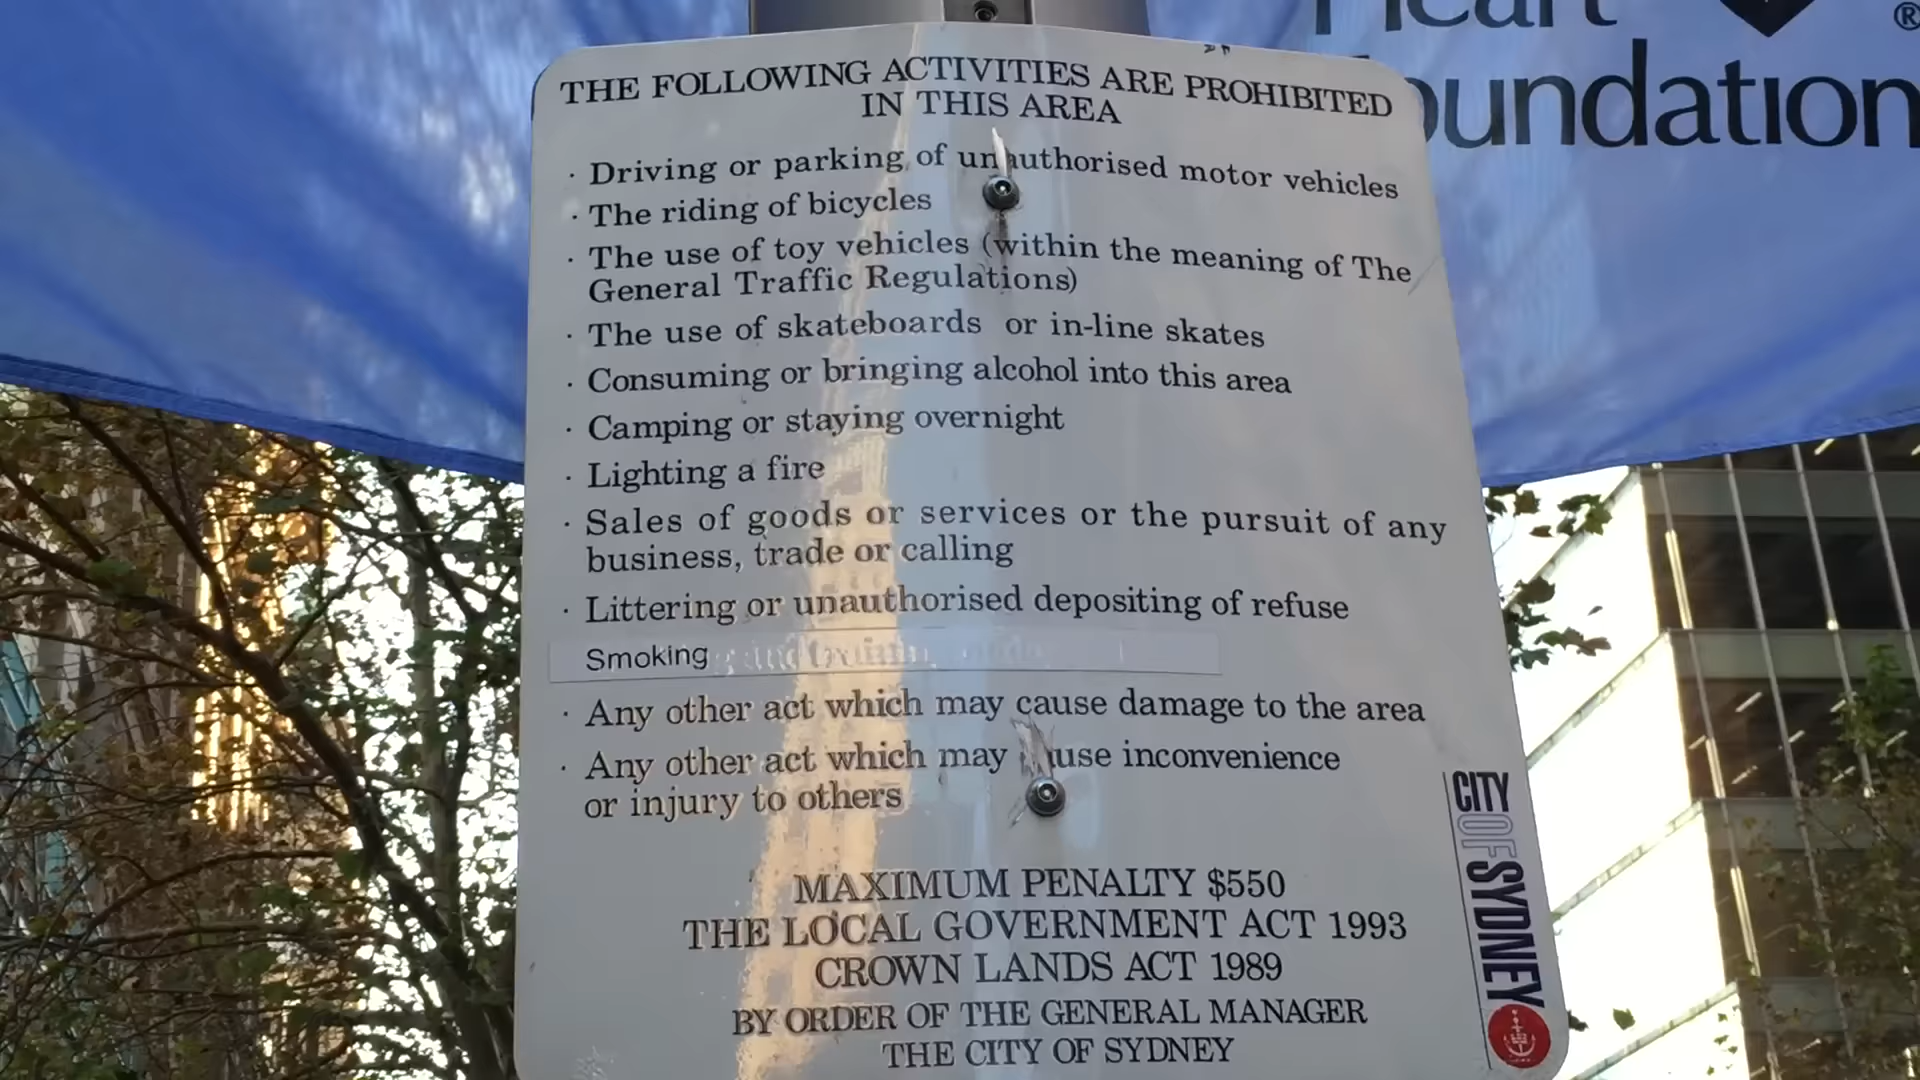 Heart
®
Foundation
THE FOLLOWING ACTIVITIES ARE PROHIBITED
IN THIS AREA
· Driving or parking of unauthorised motor vehicles
· The riding of bicycles
· The use of toy vehicles (within the meaning of The
General Traffic Regulations)
· The use of skateboards or in-line skates
· Consuming or bringing alcohol into this area
· Camping or staying overnight
· Lighting a fire
· Sales of goods or services or the pursuit of any
business, trade or calling
· Littering or unauthorised depositing of refuse
Smoking
· Any other act which may cause damage to the area
· Any other act which may cause inconvenience
or injury to others
MAXIMUM PENALTY $550
THE LOCAL GOVERNMENT ACT 1993
CROWN LANDS ACT 1989
BY ORDER OF THE GENERAL MANAGER
THE CITY OF SYDNEY
CITY OF SYDNEY